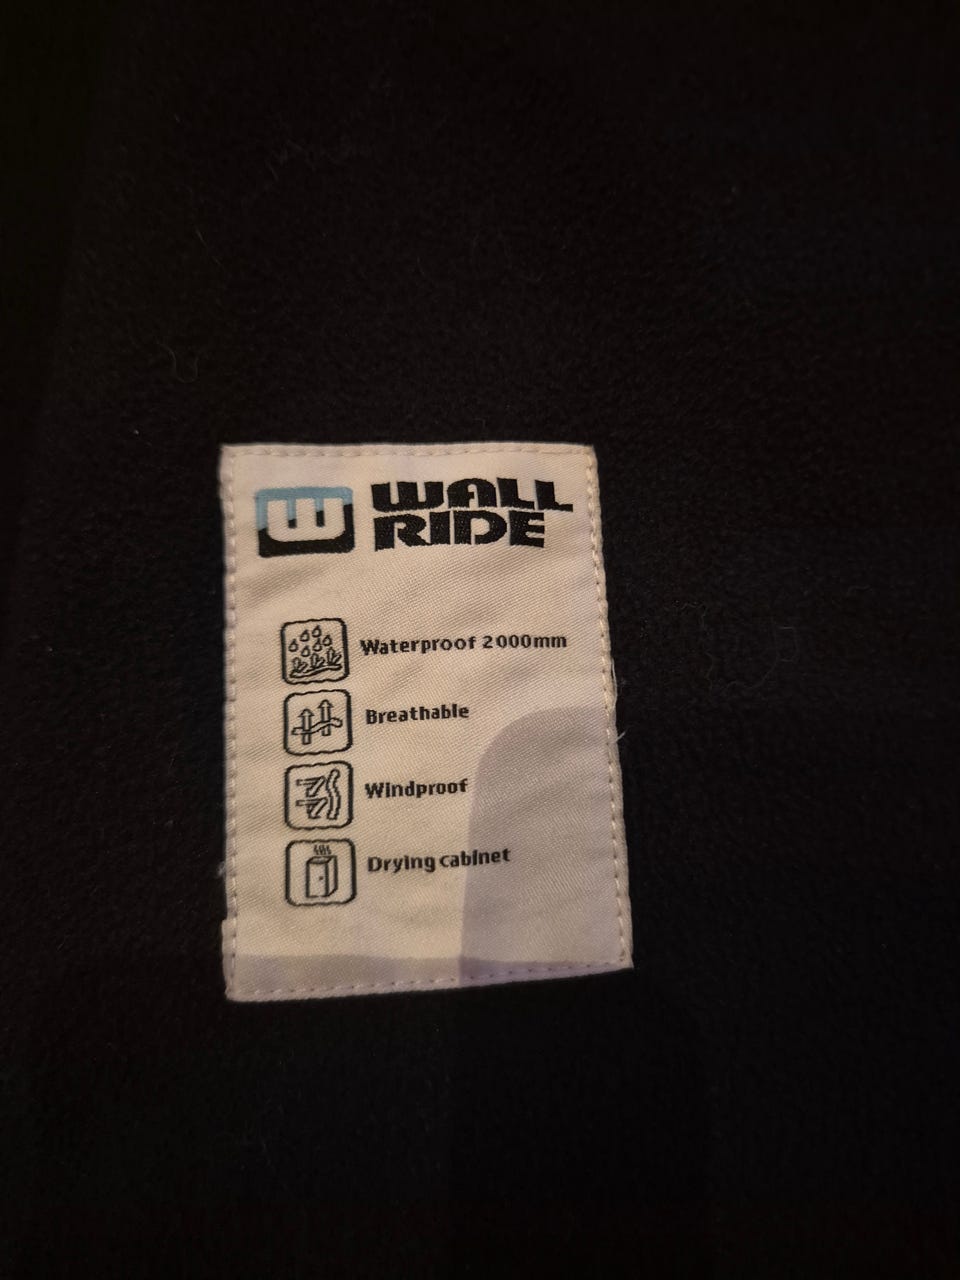 WALL
RIDE
Waterproof 2000mm
Breathable
Windproof
Drying cabinet